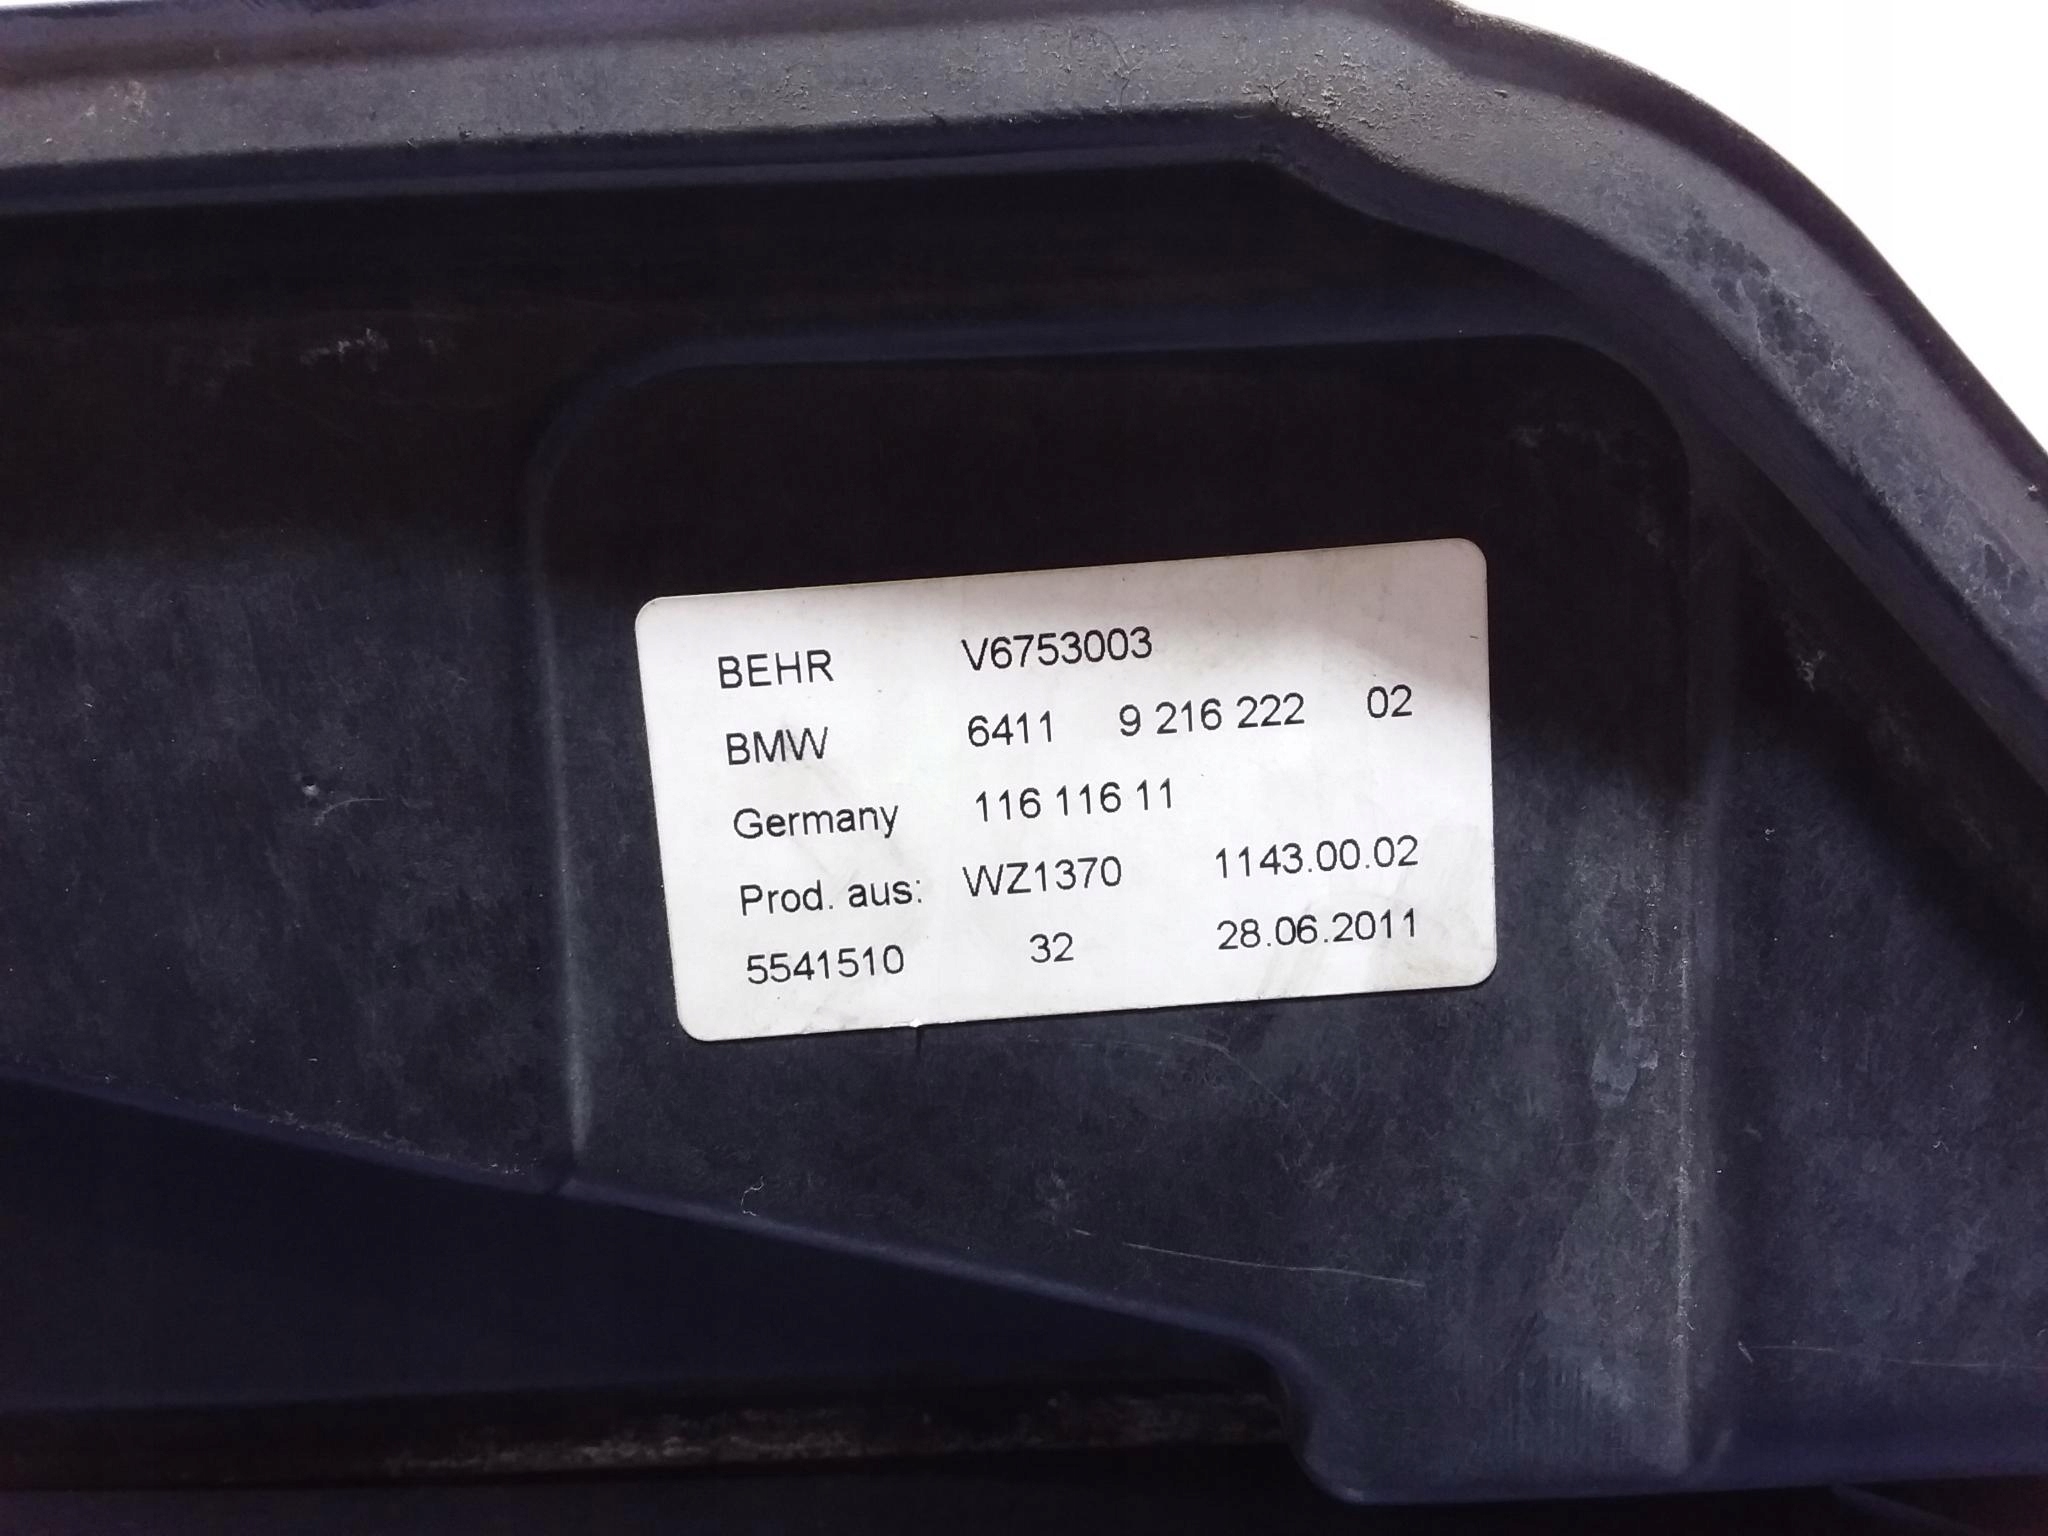 BEHR V6753003
BMW 6411 9 216 222 02
Germany 116 116 11
Prod. aus: WZ1370 1143.00.02
5541510 32 28.06.2011